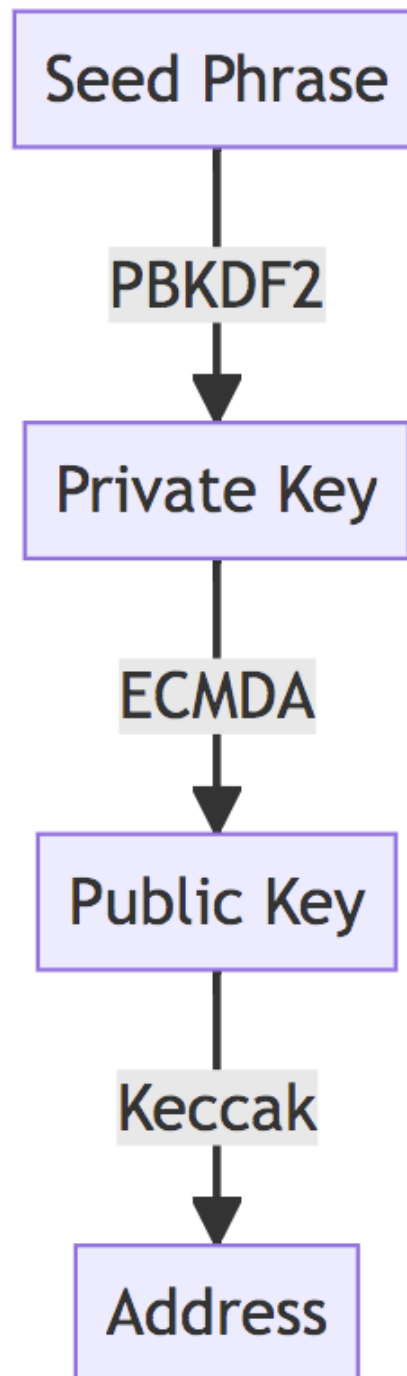 Seed Phrase
PBKDF2
Private Key
ECMDA
Public Key
Keccak
Address